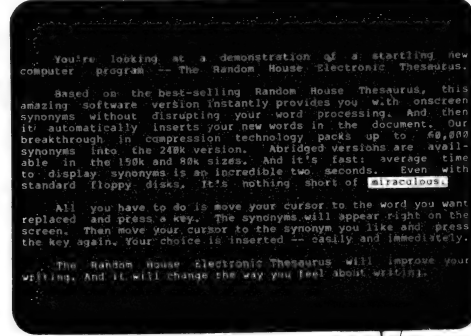 You're looking at a demonstration of a startling new
computer program -- The Random House Electronic Thesaurus.
Based on the best-selling Random House Thesaurus, this
amazing software version instantly provides you with onscreen
synonyms without disrupting your word processing. And then
it automatically inserts your new words in the document. Our
breakthrough in compression technology packs up to 60,000
synonyms into the 240k version. Abridged versions are avail-
able in the 150k and 80k sizes. And it's fast: average time
to display synonyms is an incredible two seconds. Even with
standard floppy disks, it's nothing short of miraculous.
All you have to do is move your cursor to the word you want
replaced and press a key. The synonyms will appear right on the
screen. Then move your cursor to the synonym you like and press
the key again. Your choice is inserted -- easily and immediately.
The Random House Electronic Thesaurus will improve your
writing. And it will change the way you feel about writing.